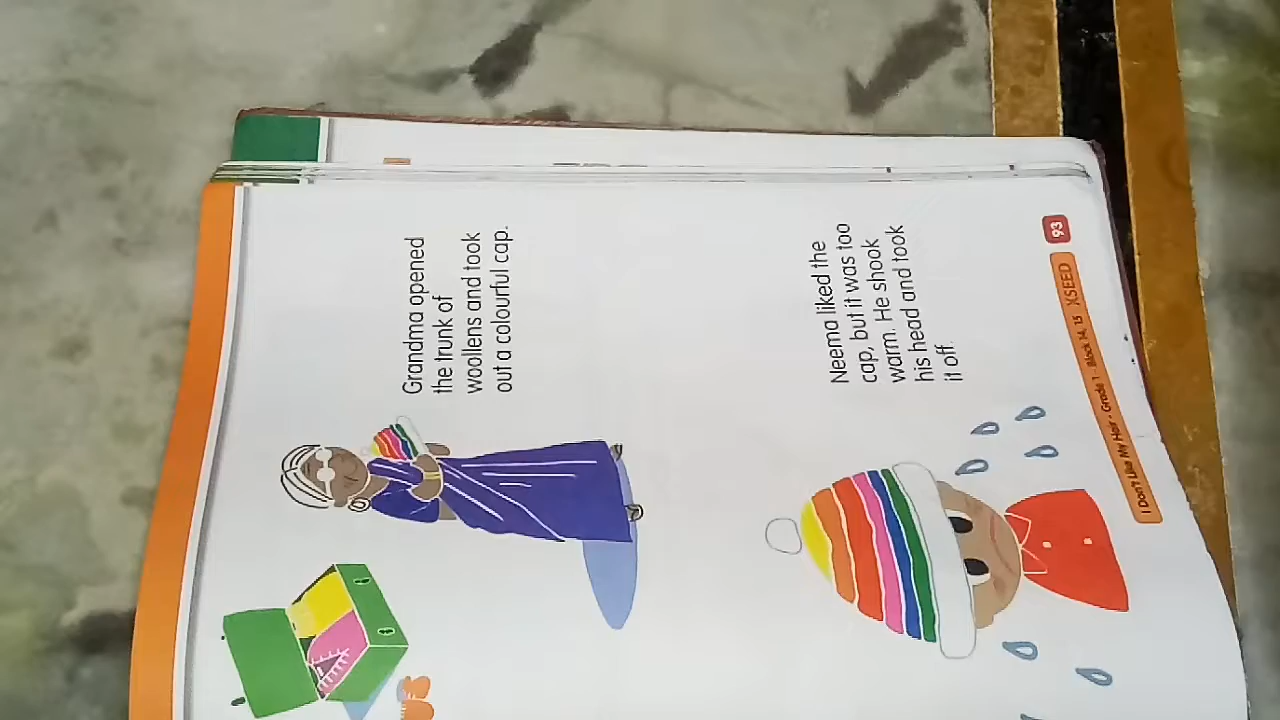 Grandma opened
the trunk of
woollens and took
out a colourful cap.
Neema liked the
cap, but it was too
warm. He shook
his head and took
it off.
I Don't Like My Hair • Grade 1 • Block 14, 15 XSEED 93